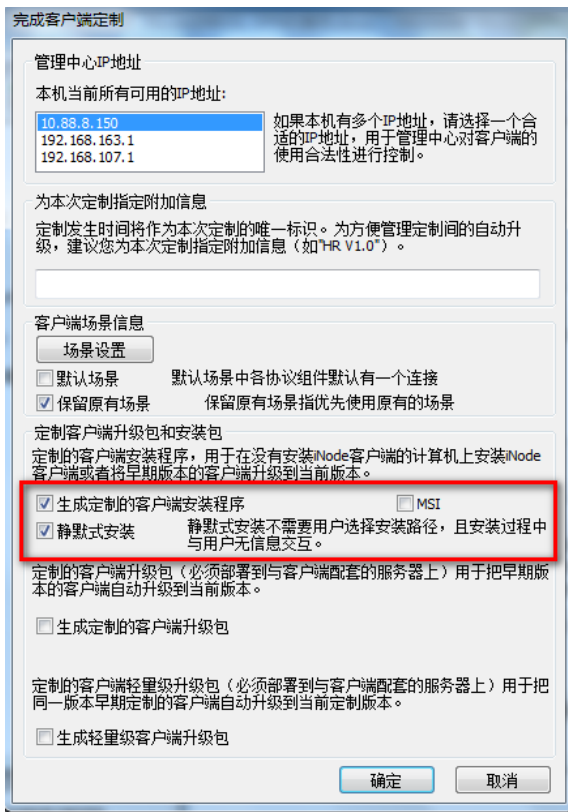 完成客户端定制
管理中心IP地址
本机当前所有可用的IP地址:
10.88.8.150
192.168.163.1
192.168.107.1
如果本机有多个IP地址，请选择一个合
适的IP地址，用于管理中心对客户端的
使用合法性进行控制。
为本次定制指定附加信息
定制发生时间将作为本次定制的唯一标识。为方便管理定制间的自动升
级，建议您为本次定制指定附加信息（如"HR V1.0"）。
客户端场景信息
场景设置
默认场景 默认场景中各协议组件默认有一个连接
保留原有场景 保留原有场景指优先使用原有的场景
定制客户端升级包和安装包
定制的客户端安装程序，用于在没有安装iNode客户端的计算机上安装iNode
客户端或者将早期版本的客户端升级到当前版本。
生成定制的客户端安装程序 MSI
静默式安装 静默式安装不需要用户选择安装路径，且安装过程中
与用户无信息交互。
定制的客户端升级包（必须部署到与客户端配套的服务器上）用于把早期版
本的客户端自动升级到当前版本。
生成定制的客户端升级包
定制的客户端轻量级升级包（必须部署到与客户端配套的服务器上）用于把
同一版本早期定制的客户端自动升级到当前定制版本。
生成轻量级客户端升级包
确定 取消